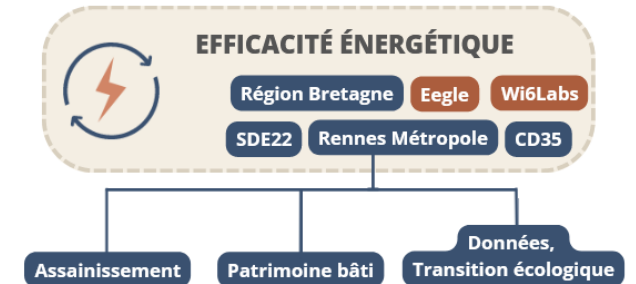 EFFICACITÉ ÉNERGÉTIQUE
Région Bretagne Eegle Wi6Labs
SDE22 Rennes Métropole CD35
Assainissement Patrimoine bâti Données,
Transition écologique